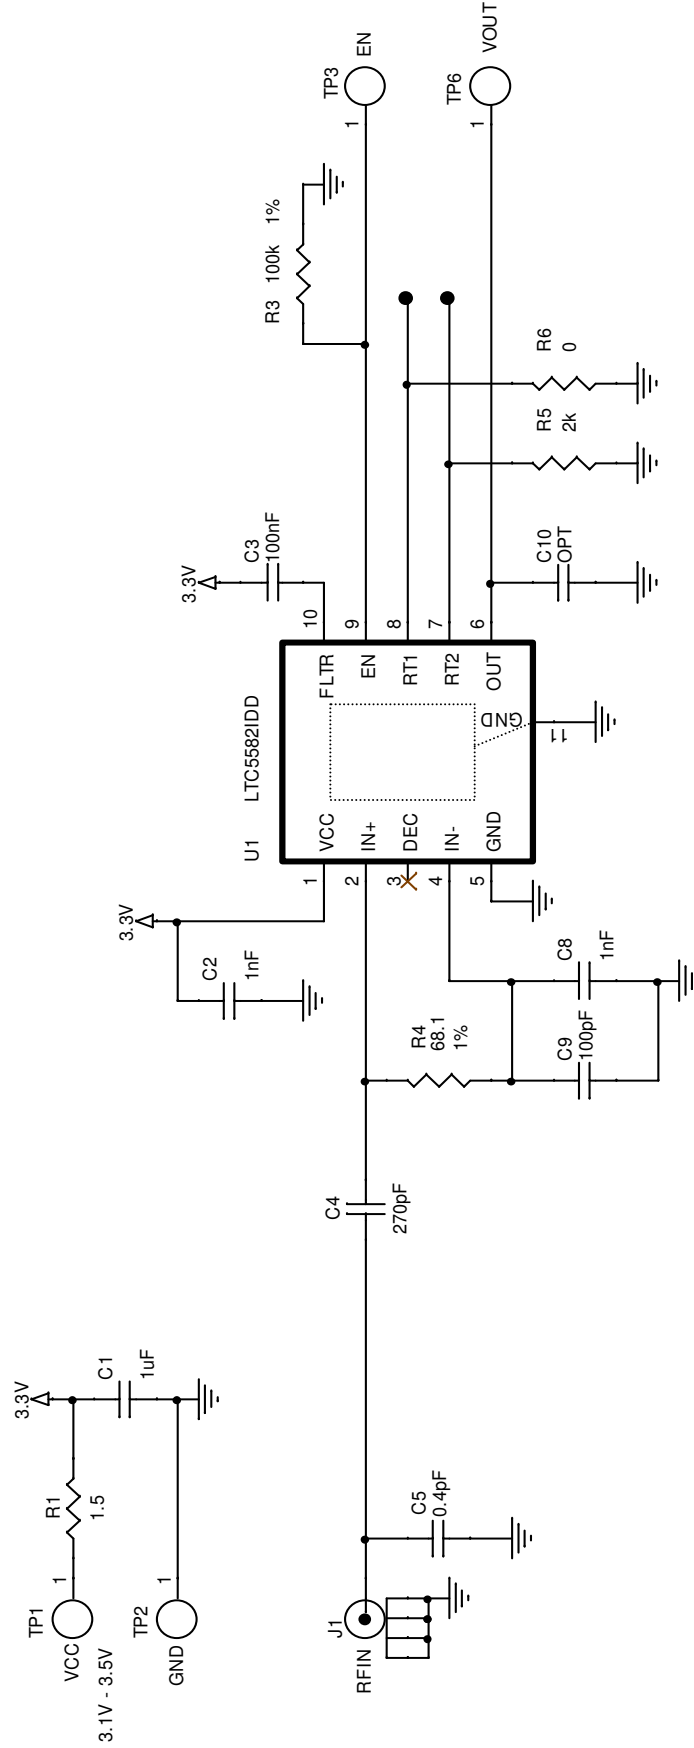 TP1
VCC
3.1V - 3.5V
1
R1
1.5
3.3V
C1
1uF
TP2
GND
1
J1
RFIN
C5
0.4pF
C4
270pF
R4
68.1
1%
C9
100pF
C8
1nF
3.3V
C2
1nF
U1
LTC5582IDD
1
VCC
2
IN+
3
DEC
4
IN-
5
GND
FLTR
10
EN
9
RT1
8
RT2
7
OUT
6
GND
11
3.3V
C3
100nF
C10
OPT
R5
2k
R6
0
R3
100k
1%
TP3
EN
1
TP6
VOUT
1